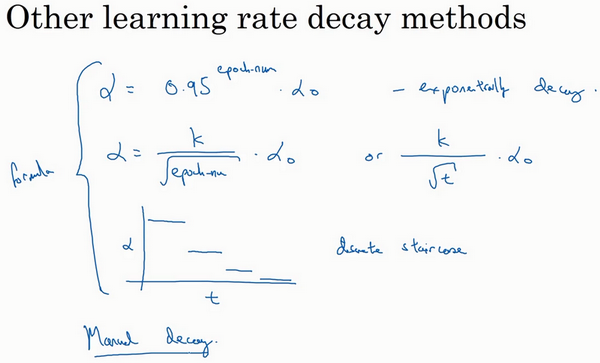 Other learning rate decay methods
formula
α = 0.95^epoch-num · α₀ - exponentially decay.
α = k / √epoch-num · α₀ or k / √t · α₀
α
t
discrete staircase
Manual decay.